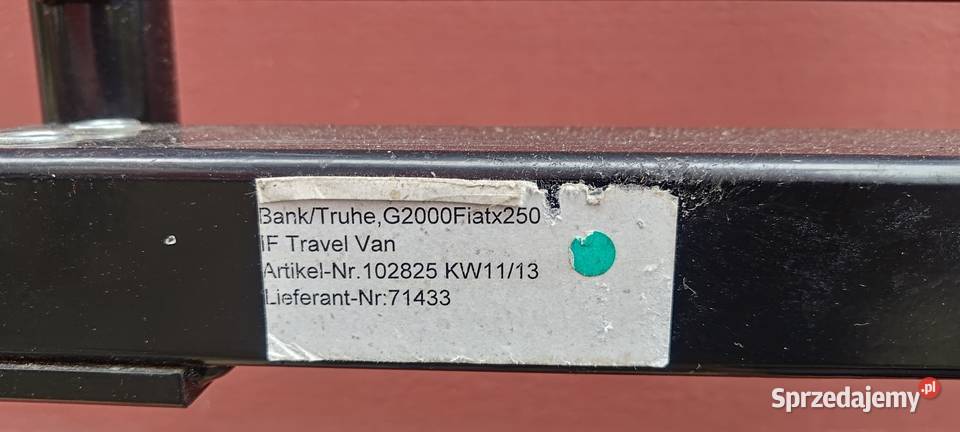 Bank/Truhe,G2000Fiatx250
IF Travel Van
Artikel-Nr.102825 KW11/13
Lieferant-Nr:71433
Sprzedajemy.pl